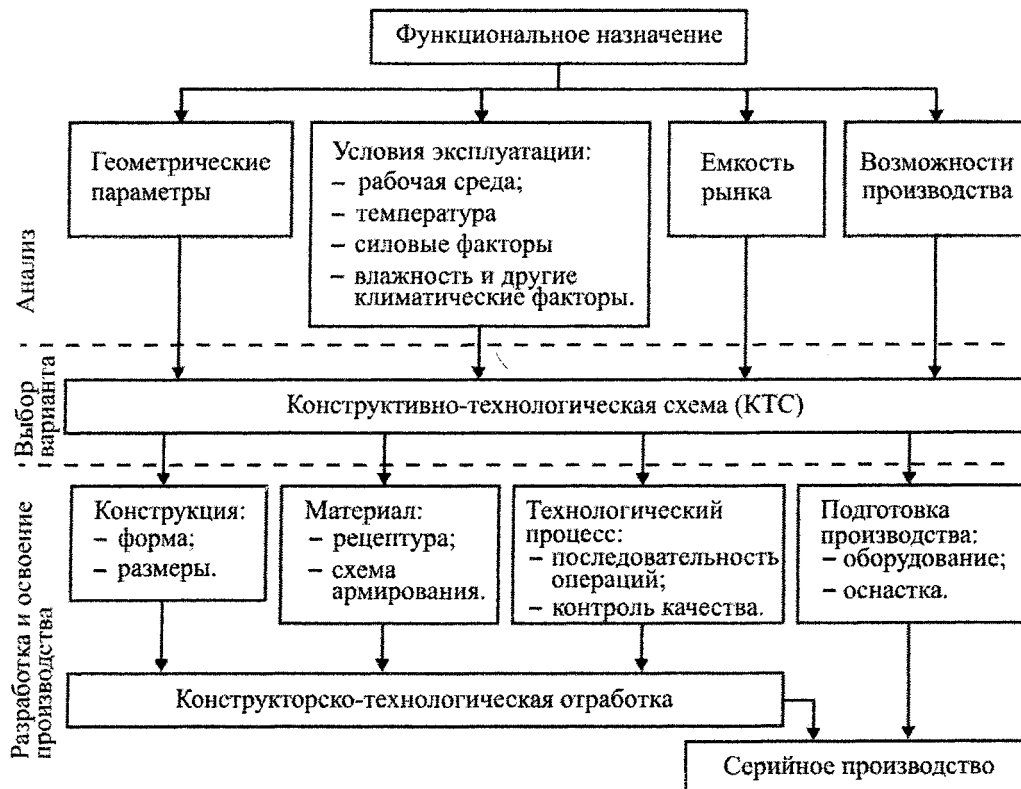 Функциональное назначение
Анализ
Геометрические
параметры
Условия эксплуатации:
– рабочая среда;
– температура
– силовые факторы
– влажность и другие
климатические факторы.
Емкость
рынка
Возможности
производства
Выбор
варианта
Конструктивно-технологическая схема (КТС)
Разработка и освоение
производства
Конструкция:
– форма;
– размеры.
Материал:
– рецептура;
– схема
армирования.
Технологический
процесс:
– последовательность
операций;
– контроль качества.
Подготовка
производства:
– оборудование;
– оснастка.
Конструкторско-технологическая отработка
Серийное производство